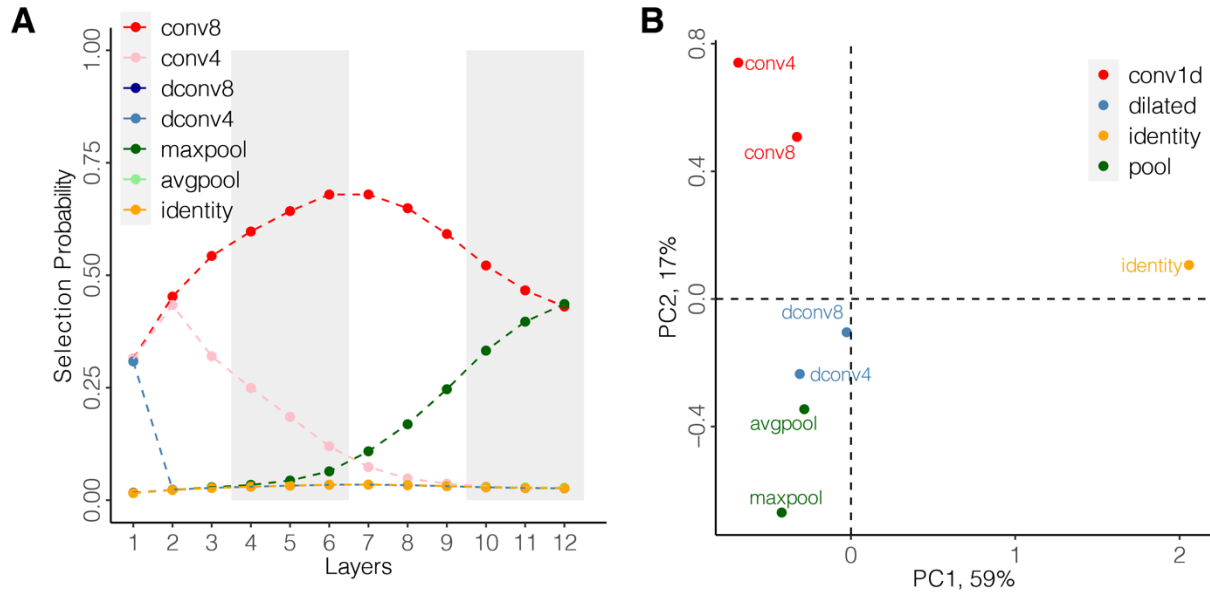 A
Selection Probability
1.00
0.75
0.50
0.25
0.00
conv8
conv4
dconv8
dconv4
maxpool
avgpool
identity
1 2 3 4 5 6 7 8 9 10 11 12
Layers
B
PC2, 17%
0.8
0.4
0.0
−0.4
conv4
conv8
identity
dconv8
dconv4
avgpool
maxpool
conv1d
dilated
identity
pool
0 1 2
PC1, 59%